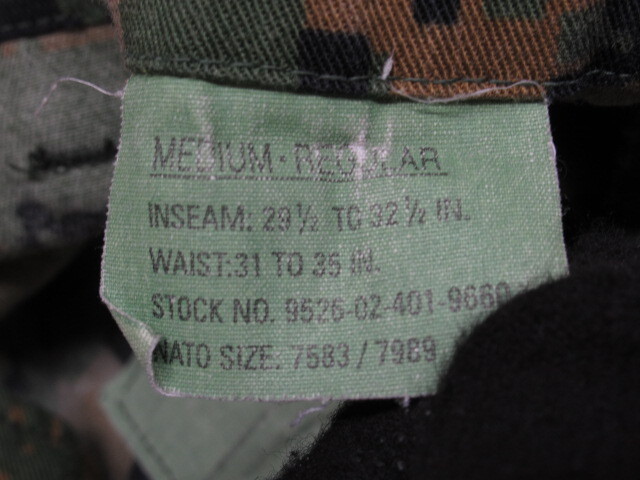 MEDIUM - REGULAR
INSEAM: 29 ½ TO 32 ½ IN.
WAIST: 31 TO 35 IN.
STOCK NO. 9526-02-401-9660
NATO SIZE. 7583 / 7989